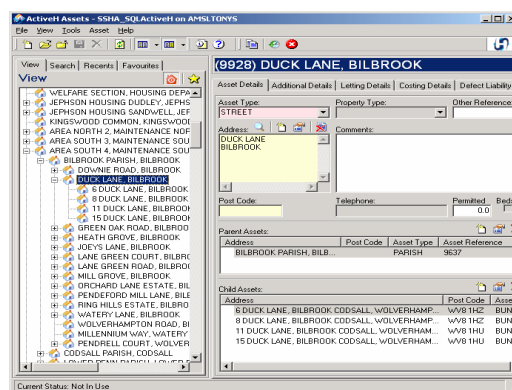 ActiveH Assets - SSHA_SQLActiveH on AMSLTONYS
File View Tools Asset Help
View Search Recents Favourites
View
WELFARE SECTION, HOUSING DEPA
JEPHSON HOUSING DUDLEY, JEPHS
JEPHSON HOUSING SANDWELL, JEF
KINGSWOOD COMMON, KINGSWOOD
AREA NORTH 2, MAINTENANCE NOF
AREA SOUTH 3, MAINTENANCE SOU
AREA SOUTH 4, MAINTENANCE SOU
BILBROOK PARISH, BILBROOK
DOWNIE ROAD, BILBROOK
DUCK LANE, BILBROOK
6 DUCK LANE, BILBROOK
8 DUCK LANE, BILBROOK
11 DUCK LANE, BILBROOK
15 DUCK LANE, BILBROOK
GREEN OAK ROAD, BILBROO
HEATH GROVE, BILBROOK
JOEYS LANE, BILBROOK
LANE GREEN COURT, BILBRO
LANE GREEN ROAD, BILBROO
MILL GROVE, BILBROOK
ORCHARD LANE ESTATE, BIL
PENDEFORD MILL LANE, BILE
RING HILLS ESTATE, BILBRO
WATERY LANE, BILBROOK
WOLVERHAMPTON ROAD, BI
MILLENNIUM WAY, WATERY
PENDRELL COURT, WOLVER
CODSALL PARISH, CODSALL
(9928) DUCK LANE, BILBROOK
Asset Details Additional Details Letting Details Costing Details Defect Liability
Asset Type: Property Type: Other Reference:
STREET
Address: Comments:
DUCK LANE
BILBROOK
Post Code: Telephone: Permitted Beds
0.0
Parent Assets:
Address Post Code Asset Type Asset Reference
BILBROOK PARISH, BILB... PARISH 9637
Child Assets:
Address Post Code Asse
6 DUCK LANE, BILBROOK CODSALL, WOLVERHAMP... WV8 1HZ BUN
8 DUCK LANE, BILBROOK CODSALL, WOLVERHAMP... WV8 1HZ BUN
11 DUCK LANE, BILBROOK CODSALL, WOLVERHAM... WV8 1HU BUN
15 DUCK LANE, BILBROOK CODSALL, WOLVERHAM... WV8 1HU BUN
Current Status: Not In Use